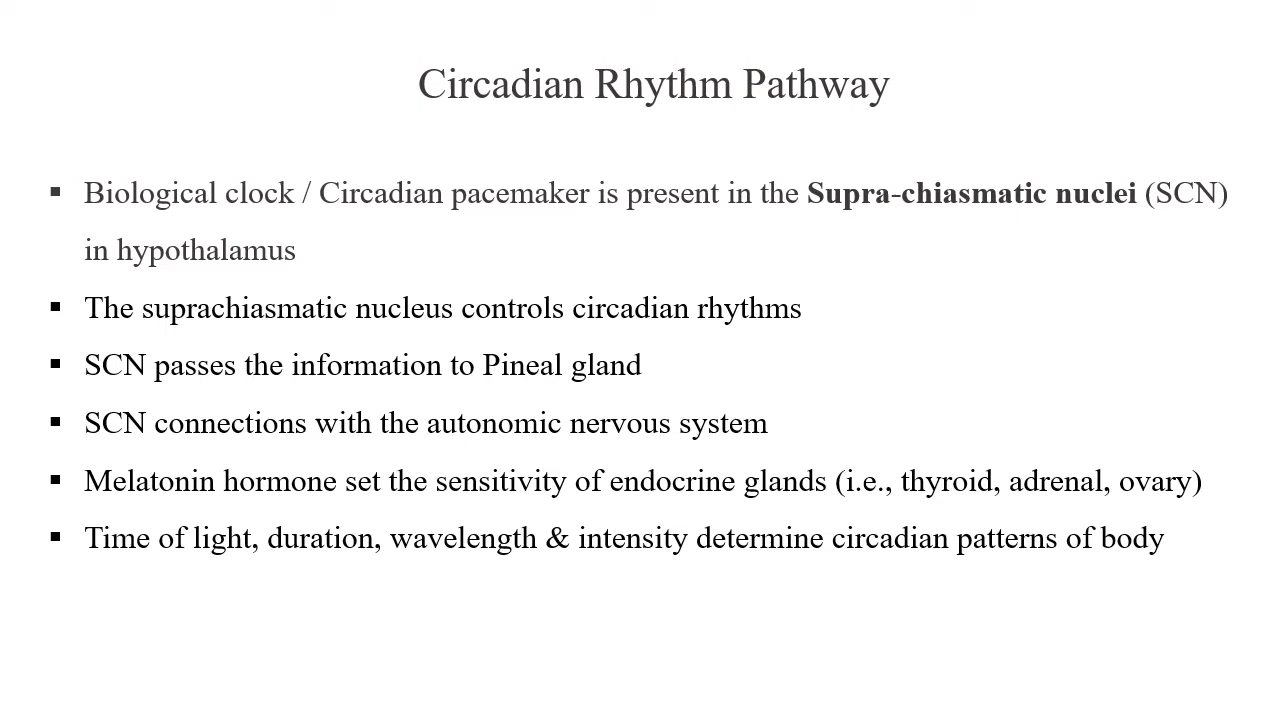 Circadian Rhythm Pathway
▪ Biological clock / Circadian pacemaker is present in the Supra-chiasmatic nuclei (SCN)
in hypothalamus
▪ The suprachiasmatic nucleus controls circadian rhythms
▪ SCN passes the information to Pineal gland
▪ SCN connections with the autonomic nervous system
▪ Melatonin hormone set the sensitivity of endocrine glands (i.e., thyroid, adrenal, ovary)
▪ Time of light, duration, wavelength & intensity determine circadian patterns of body